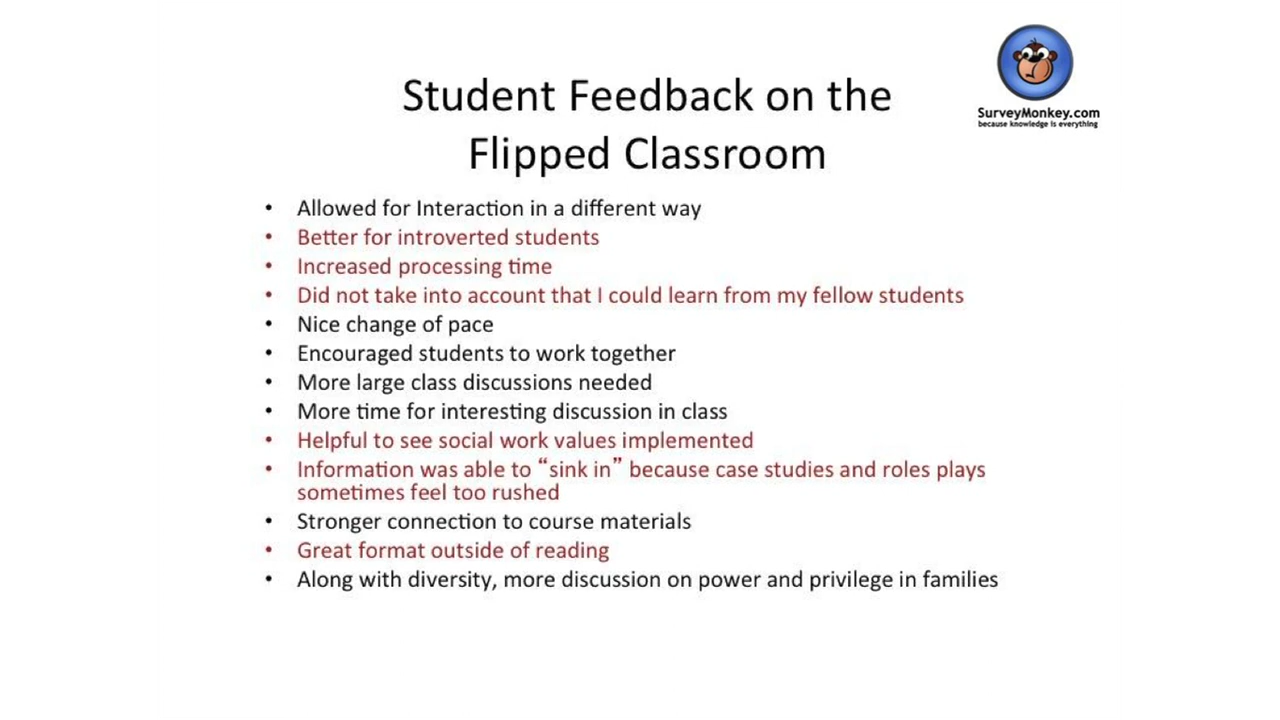 Student Feedback on the
Flipped Classroom
SurveyMonkey.com
because knowledge is everything
• Allowed for Interaction in a different way
• Better for introverted students
• Increased processing time
• Did not take into account that I could learn from my fellow students
• Nice change of pace
• Encouraged students to work together
• More large class discussions needed
• More time for interesting discussion in class
• Helpful to see social work values implemented
• Information was able to “sink in” because case studies and roles plays
sometimes feel too rushed
• Stronger connection to course materials
• Great format outside of reading
• Along with diversity, more discussion on power and privilege in families